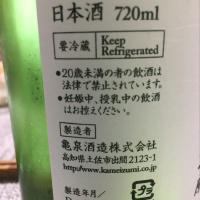 日本酒 720ml
要冷蔵 Keep
Refrigerated
●20歳未満の者の飲酒は
法律で禁止されています。
●妊娠中、授乳中の飲酒
はお控えください。
製造者
亀泉酒造株式会社
高知県土佐市出間2123-1
http://www.kameizumi.co.jp
製造年月/